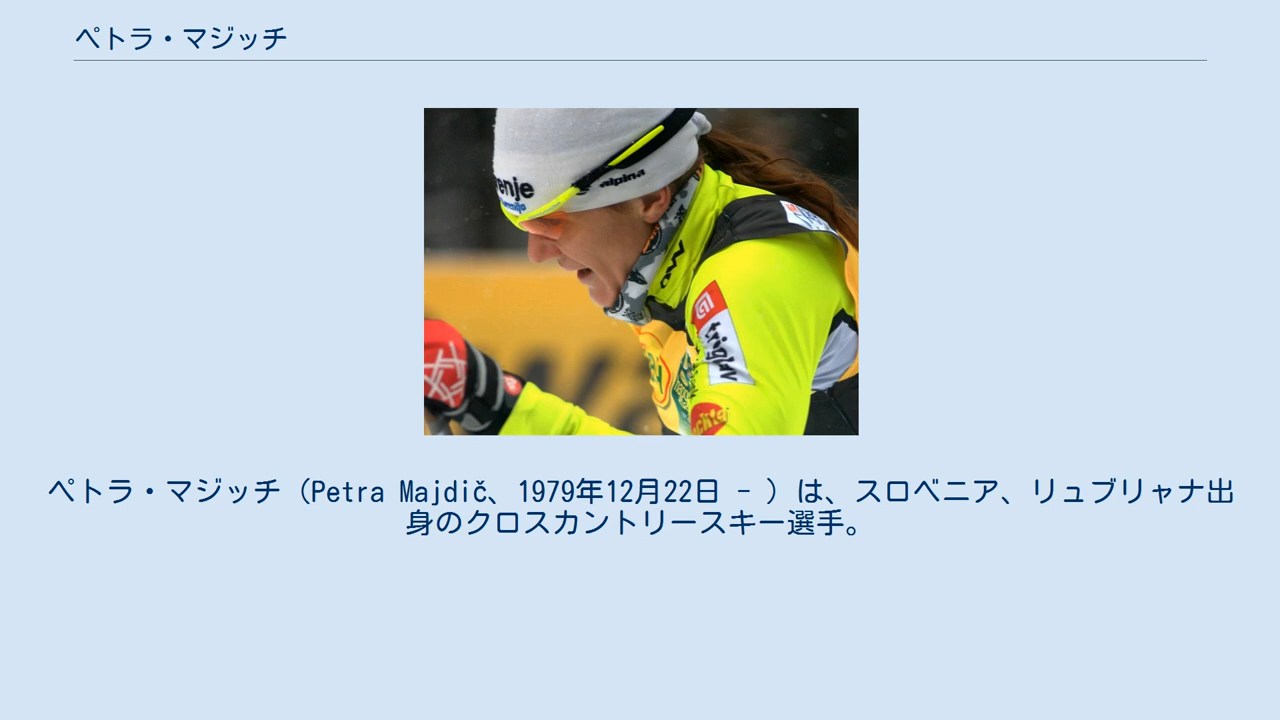 ペトラ・マジッチ
enje
alpina
ペトラ・マジッチ（Petra Majdič、1979年12月22日 - ）は、スロベニア、リュブリャナ出
身のクロスカントリースキー選手。